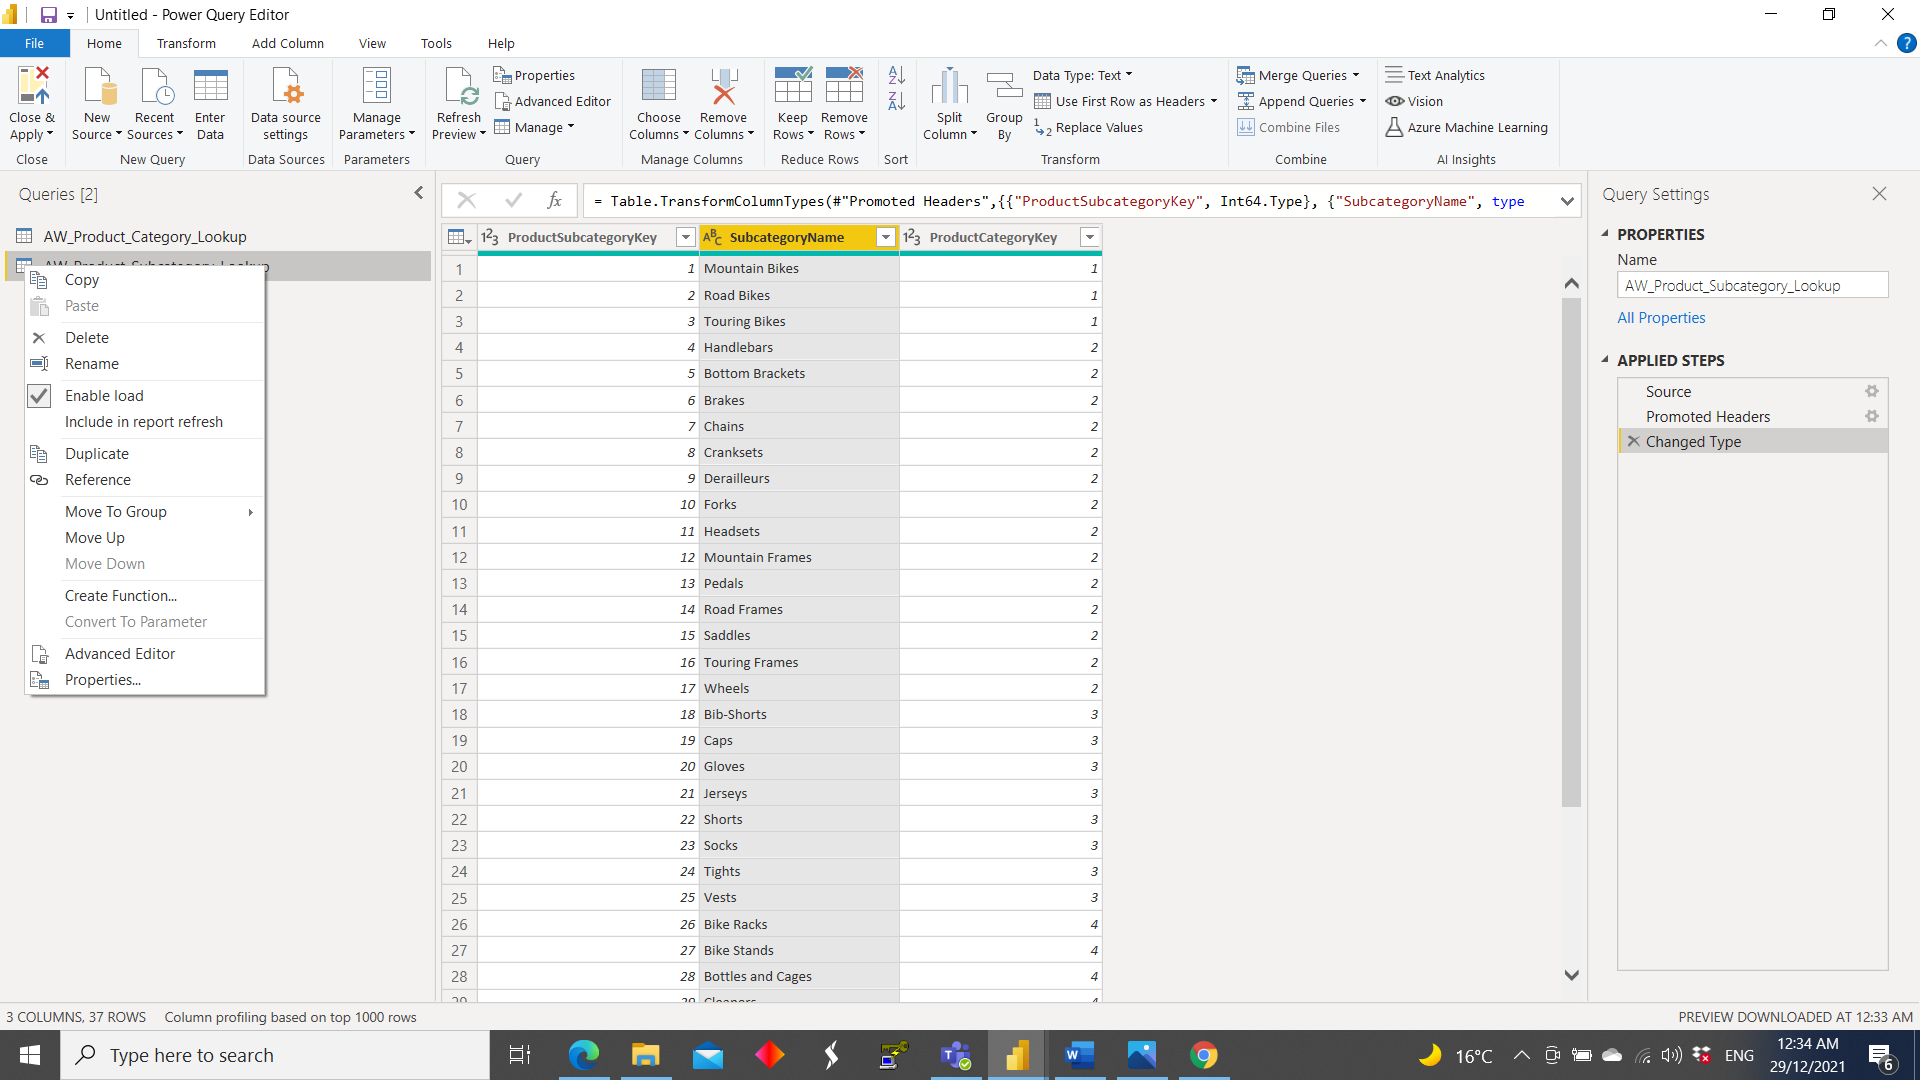 Untitled - Power Query Editor
File Home Transform Add Column View Tools Help
Close & Apply
New Source
Recent Sources
Enter Data
Data source settings
Manage Parameters
Refresh Preview
Properties
Advanced Editor
Manage
Choose Columns
Remove Columns
Keep Rows
Remove Rows
Split Column
Group By
Data Type: Text
Use First Row as Headers
Replace Values
Merge Queries
Append Queries
Combine Files
Text Analytics
Vision
Azure Machine Learning
Close New Query Data Sources Parameters Query Manage Columns Reduce Rows Sort Transform Combine AI Insights
Queries [2]
AW_Product_Category_Lookup
AW_Product_Subcategory_Lookup
Copy
Paste
Delete
Rename
Enable load
Include in report refresh
Duplicate
Reference
Move To Group
Move Up
Move Down
Create Function...
Convert To Parameter
Advanced Editor
Properties...
= Table.TransformColumnTypes(#"Promoted Headers",{{"ProductSubcategoryKey", Int64.Type}, {"SubcategoryName", type
ProductSubcategoryKey SubcategoryName ProductCategoryKey
1 1 Mountain Bikes 1
2 2 Road Bikes 1
3 3 Touring Bikes 1
4 4 Handlebars 2
5 5 Bottom Brackets 2
6 6 Brakes 2
7 7 Chains 2
8 8 Cranksets 2
9 9 Derailleurs 2
10 10 Forks 2
11 11 Headsets 2
12 12 Mountain Frames 2
13 13 Pedals 2
14 14 Road Frames 2
15 15 Saddles 2
16 16 Touring Frames 2
17 17 Wheels 2
18 18 Bib-Shorts 3
19 19 Caps 3
20 20 Gloves 3
21 21 Jerseys 3
22 22 Shorts 3
23 23 Socks 3
24 24 Tights 3
25 25 Vests 3
26 26 Bike Racks 4
27 27 Bike Stands 4
28 28 Bottles and Cages 4
29 29 Cleaners 4
Query Settings
PROPERTIES
Name
AW_Product_Subcategory_Lookup
All Properties
APPLIED STEPS
Source
Promoted Headers
Changed Type
3 COLUMNS, 37 ROWS Column profiling based on top 1000 rows PREVIEW DOWNLOADED AT 12:33 AM
Type here to search
16°C
ENG
12:34 AM
29/12/2021
6